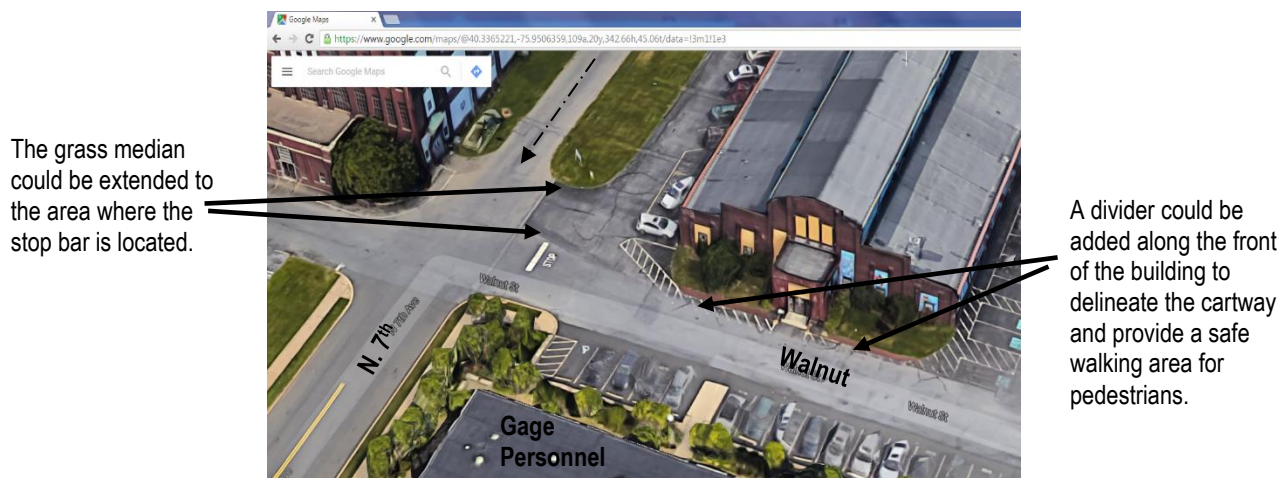 Google Maps
https://www.google.com/maps/@40.3365221,-75.9506359,109a,20y,342.66h,45.06t/data=!3m1!1e3
Search Google Maps
The grass median
could be extended to
the area where the
stop bar is located.
A divider could be
added along the front
of the building to
delineate the cartway
and provide a safe
walking area for
pedestrians.
STOP
Walnut St
N. 7th
N 7th Ave
Walnut
Walnut St
Gage
Personnel